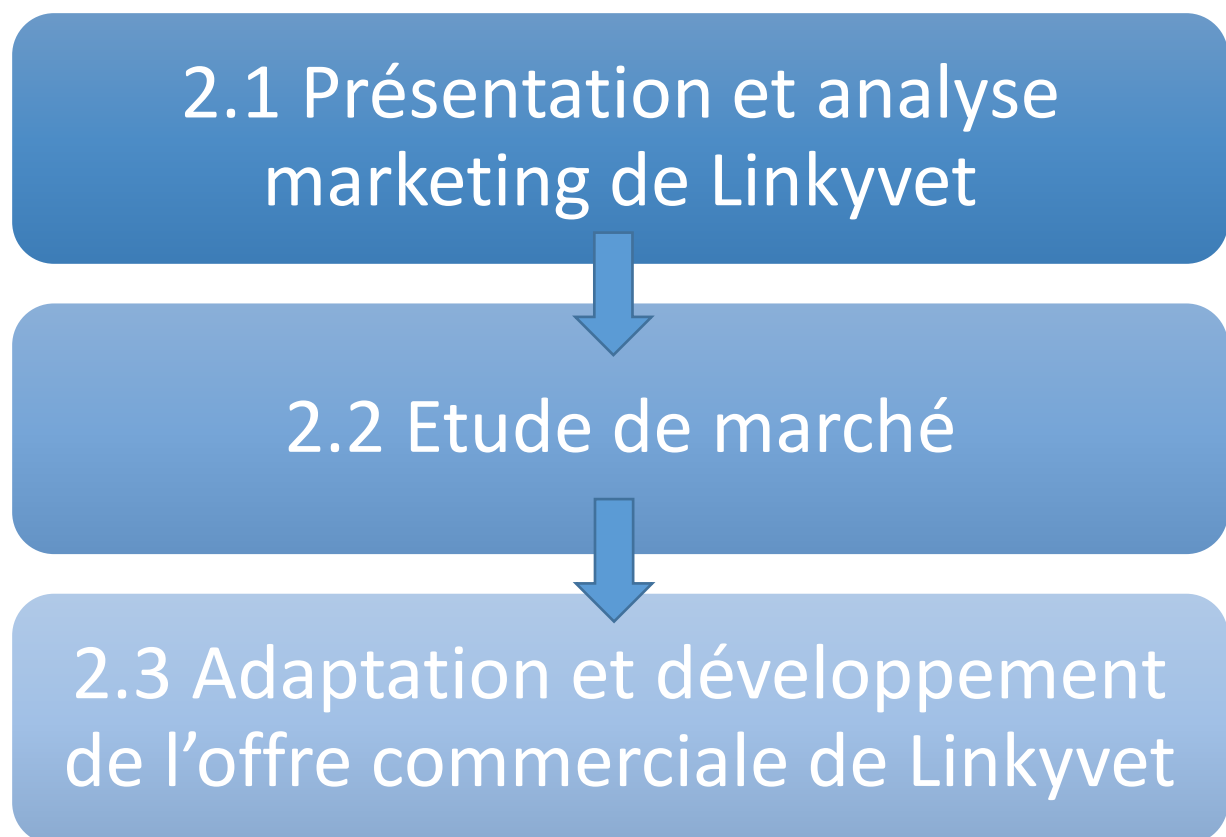 2.1 Présentation et analyse
marketing de Linkyvet
2.2 Etude de marché
2.3 Adaptation et développement
de l’offre commerciale de Linkyvet